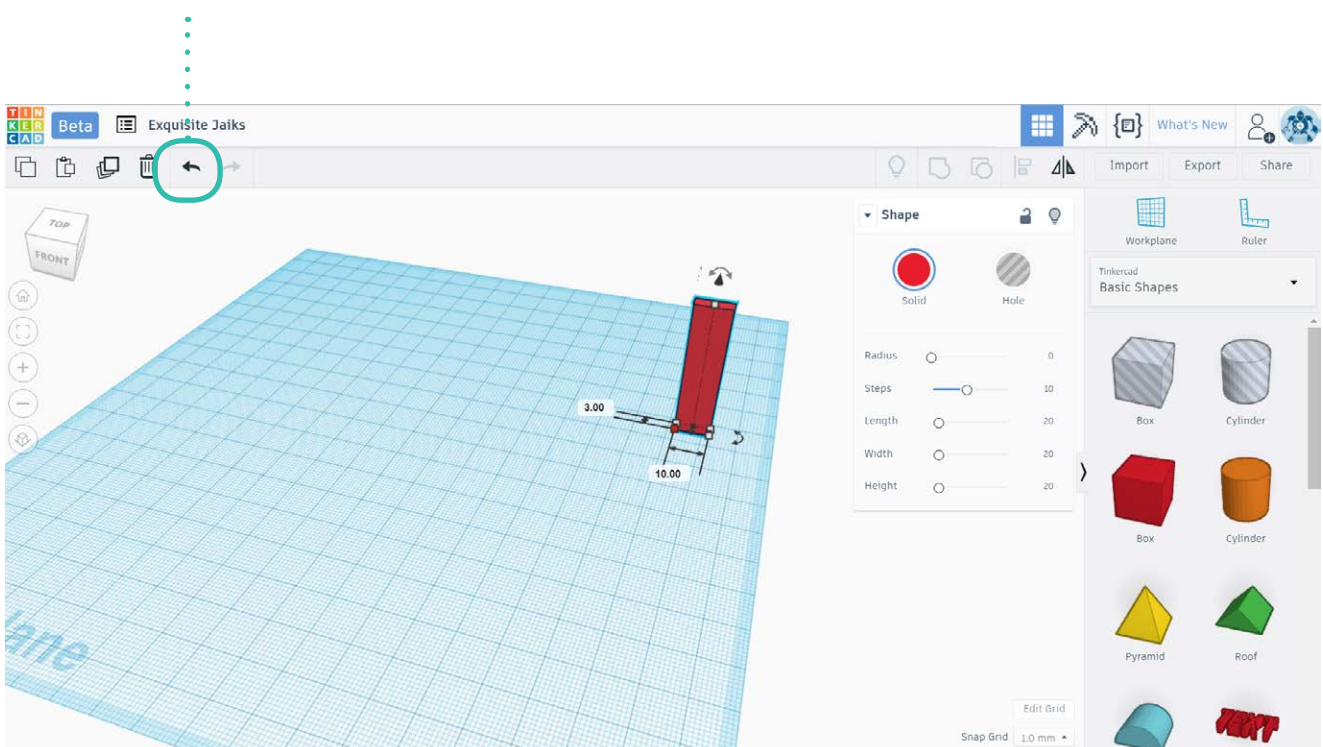 TIN
KER
CAD
Beta
Exquisite Jaiks
What's New
Import
Export
Share
TOP
FRONT
Shape
Solid
Hole
Radius 0
Steps 10
Length 20
Width 20
Height 20
Workplane
Ruler
Tinkercad
Basic Shapes
Box
Cylinder
Box
Cylinder
Pyramid
Roof
TEXT
3.00
10.00
Edit Grid
Snap Grid 1.0 mm